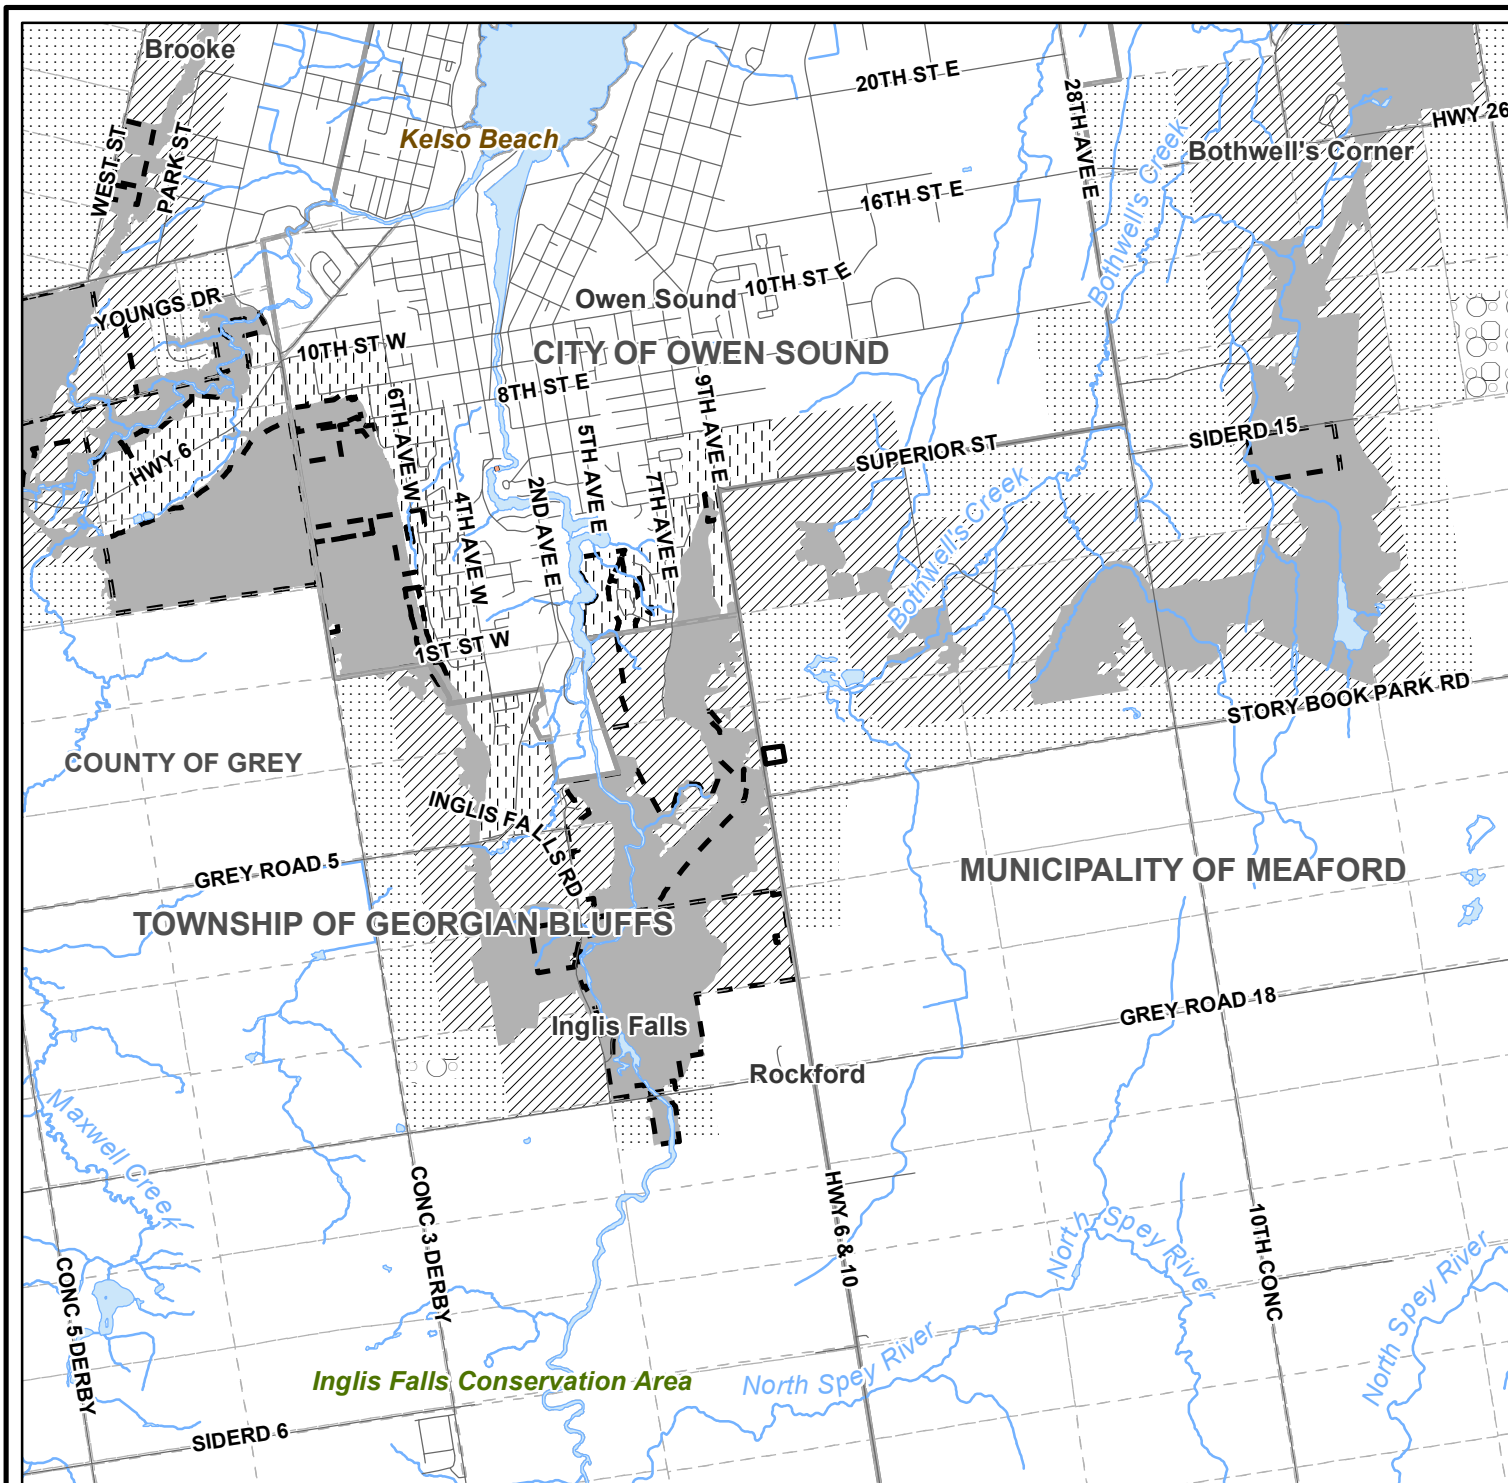 Brooke
20TH ST E
28TH AVE E
HWY 26
WEST ST
PARK ST
Kelso Beach
Bothwell's Creek
Bothwell's Corner
16TH ST E
YOUNGS DR
Owen Sound
10TH ST E
10TH ST W
CITY OF OWEN SOUND
8TH ST E
6TH AVE W
9TH AVE E
5TH AVE E
HWY 6
SUPERIOR ST
SIDERD 15
4TH AVE W
2ND AVE E
7TH AVE E
Bothwell's Creek
1ST ST W
STORY BOOK PARK RD
COUNTY OF GREY
INGLIS FALLS RD
GREY ROAD 5
MUNICIPALITY OF MEAFORD
TOWNSHIP OF GEORGIAN BLUFFS
Inglis Falls
GREY ROAD 18
Rockford
Maxwell Creek
CONC 3 DERBY
HWY 6 & 10
North Spey River
10TH CONC
CONC 5 DERBY
North Spey River
Inglis Falls Conservation Area
North Spey River
SIDERD 6